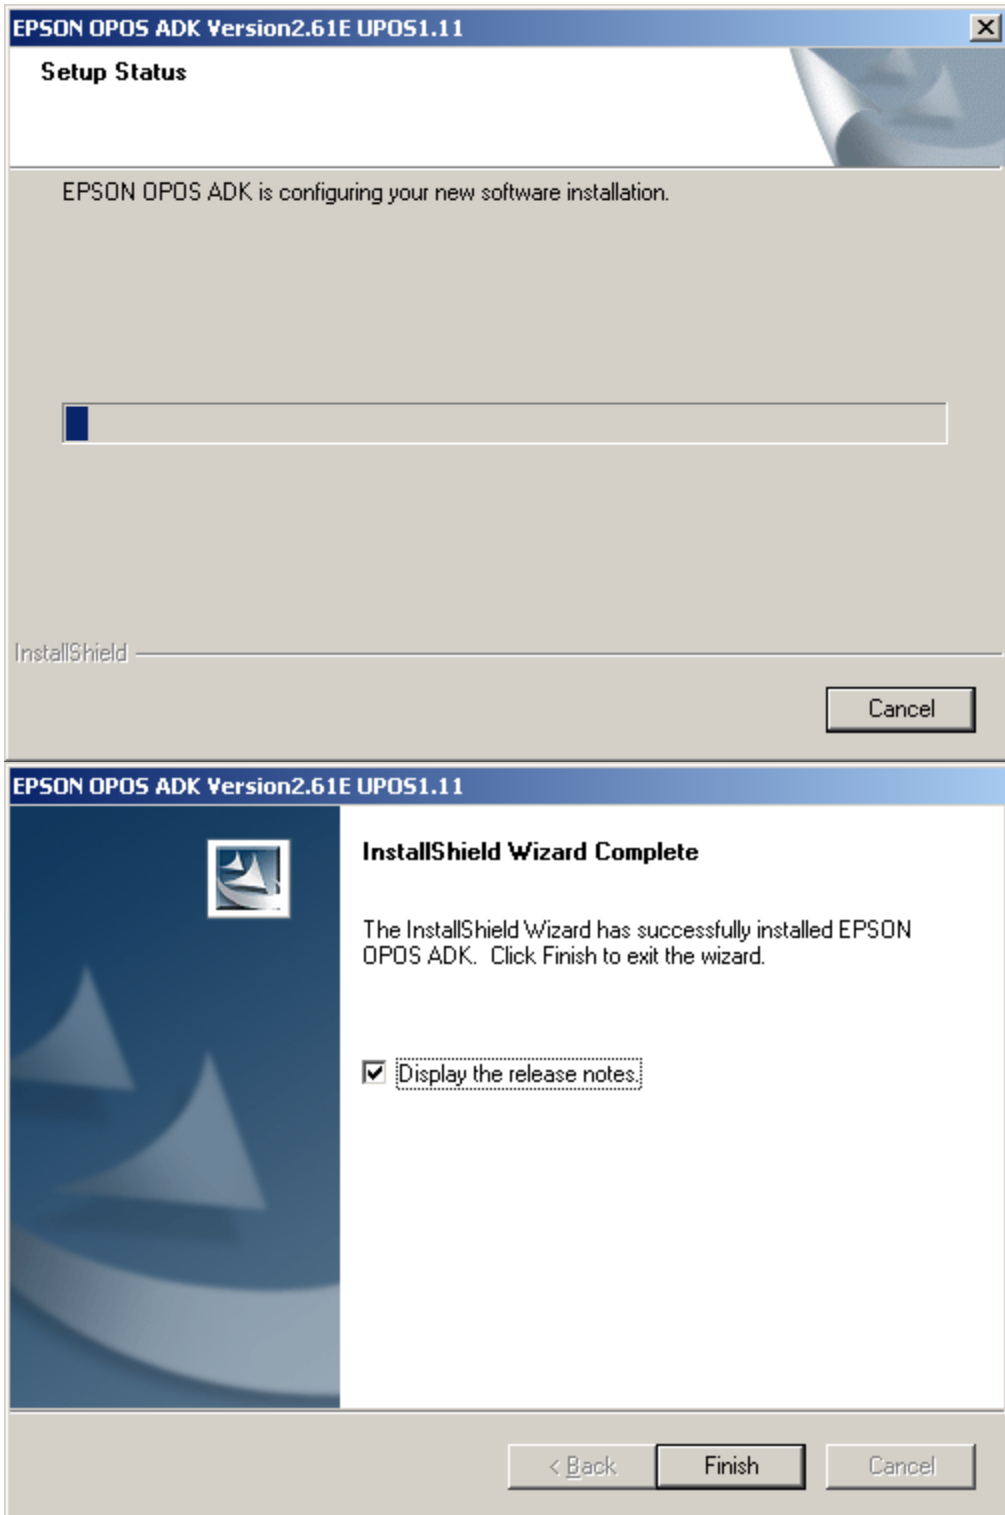 EPSON OPOS ADK Version2.61E UPOS1.11
Setup Status
EPSON OPOS ADK is configuring your new software installation.
InstallShield
Cancel
EPSON OPOS ADK Version2.61E UPOS1.11
InstallShield Wizard Complete
The InstallShield Wizard has successfully installed EPSON
OPOS ADK.  Click Finish to exit the wizard.
Display the release notes.
< Back
Finish
Cancel